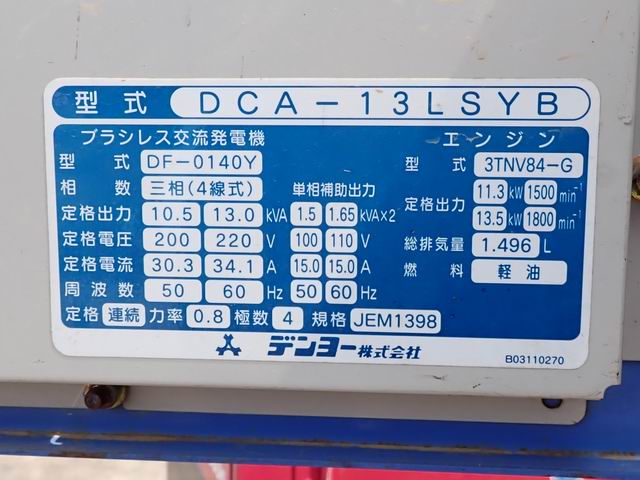 型式 DCA-13LSYB
ブラシレス交流発電機
型式 DF-0140Y
相数 三相(4線式) 単相補助出力
定格出力 10.5 13.0 kVA 1.5 1.65 kVA×2
定格電圧 200 220 V 100 110 V
定格電流 30.3 34.1 A 15.0 15.0 A
周波数 50 60 Hz 50 60 Hz
定格 連続 力率 0.8 極数 4 規格 JEM1398
エンジン
型式 3TNV84-G
定格出力 11.3 kW 1500 min⁻¹
13.5 kW 1800 min⁻¹
総排気量 1.496 L
燃料 軽油
デンヨー株式会社
B03110270